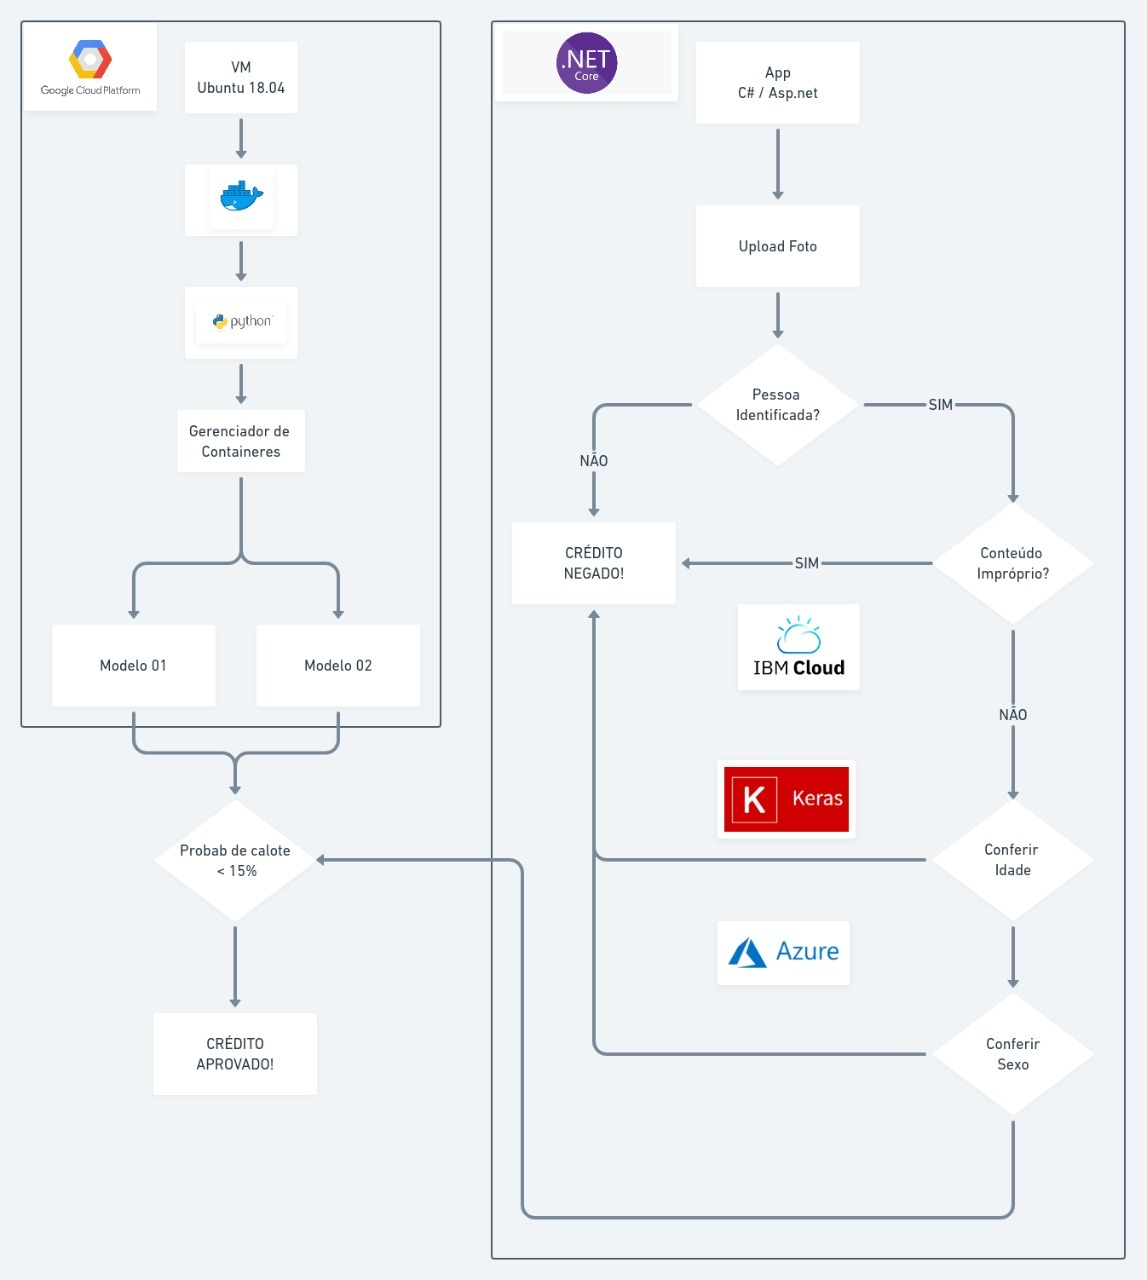 Google Cloud Platform
VM
Ubuntu 18.04
python
Gerenciador de
Containeres
Modelo 01
Modelo 02
Probab de calote
< 15%
CRÉDITO
APROVADO!
.NET
Core
App
C# / Asp.net
Upload Foto
Pessoa
Identificada?
SIM
NÃO
CRÉDITO
NEGADO!
SIM
Conteúdo
Impróprio?
IBM Cloud
NÃO
K Keras
Conferir
Idade
Azure
Conferir
Sexo